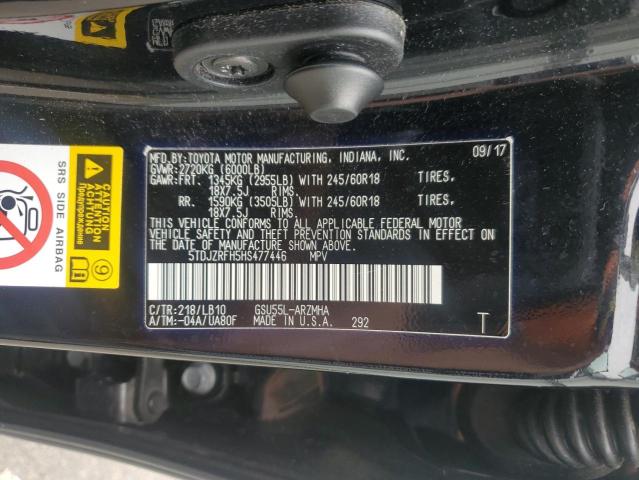 MFD.BY:TOYOTA MOTOR MANUFACTURING, INDIANA, INC. 09/17
GVWR:2720KG (6000LB)
GAWR:FRT. 1345KG (2955LB) WITH 245/60R18 TIRES,
18X7.5J RIMS,
RR. 1590KG (3505LB) WITH 245/60R18 TIRES,
18X7.5J RIMS.
THIS VEHICLE CONFORMS TO ALL APPLICABLE FEDERAL MOTOR
VEHICLE SAFETY AND THEFT PREVENTION STANDARDS IN EFFECT
ON THE DATE OF MANUFACTURE SHOWN ABOVE.
5TDJZRFH5HS477446 MPV
C/TR:218/LB10 GSU55L-ARZMHA
A/TM:-04A/UA80F MADE IN U.S.A. 292 T
SRS SIDE AIRBAG
CAUTION
ATTENTION
Предупреждение
9